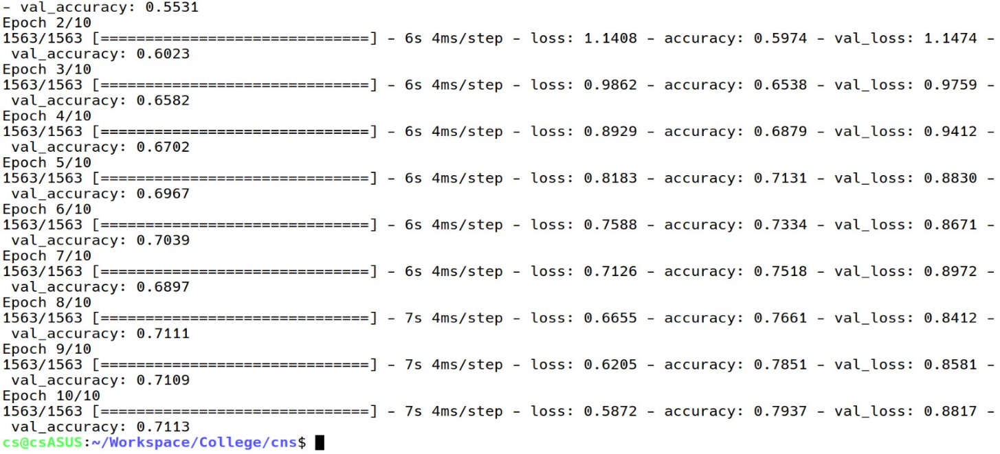 - val_accuracy: 0.5531
Epoch 2/10
1563/1563 [==============================] - 6s 4ms/step - loss: 1.1408 - accuracy: 0.5974 - val_loss: 1.1474 -
 val_accuracy: 0.6023
Epoch 3/10
1563/1563 [==============================] - 6s 4ms/step - loss: 0.9862 - accuracy: 0.6538 - val_loss: 0.9759 -
 val_accuracy: 0.6582
Epoch 4/10
1563/1563 [==============================] - 6s 4ms/step - loss: 0.8929 - accuracy: 0.6879 - val_loss: 0.9412 -
 val_accuracy: 0.6702
Epoch 5/10
1563/1563 [==============================] - 6s 4ms/step - loss: 0.8183 - accuracy: 0.7131 - val_loss: 0.8830 -
 val_accuracy: 0.6967
Epoch 6/10
1563/1563 [==============================] - 6s 4ms/step - loss: 0.7588 - accuracy: 0.7334 - val_loss: 0.8671 -
 val_accuracy: 0.7039
Epoch 7/10
1563/1563 [==============================] - 6s 4ms/step - loss: 0.7126 - accuracy: 0.7518 - val_loss: 0.8972 -
 val_accuracy: 0.6897
Epoch 8/10
1563/1563 [==============================] - 7s 4ms/step - loss: 0.6655 - accuracy: 0.7661 - val_loss: 0.8412 -
 val_accuracy: 0.7111
Epoch 9/10
1563/1563 [==============================] - 7s 4ms/step - loss: 0.6205 - accuracy: 0.7851 - val_loss: 0.8581 -
 val_accuracy: 0.7109
Epoch 10/10
1563/1563 [==============================] - 7s 4ms/step - loss: 0.5872 - accuracy: 0.7937 - val_loss: 0.8817 -
 val_accuracy: 0.7113
cs@csASUS:~/Workspace/College/cns$